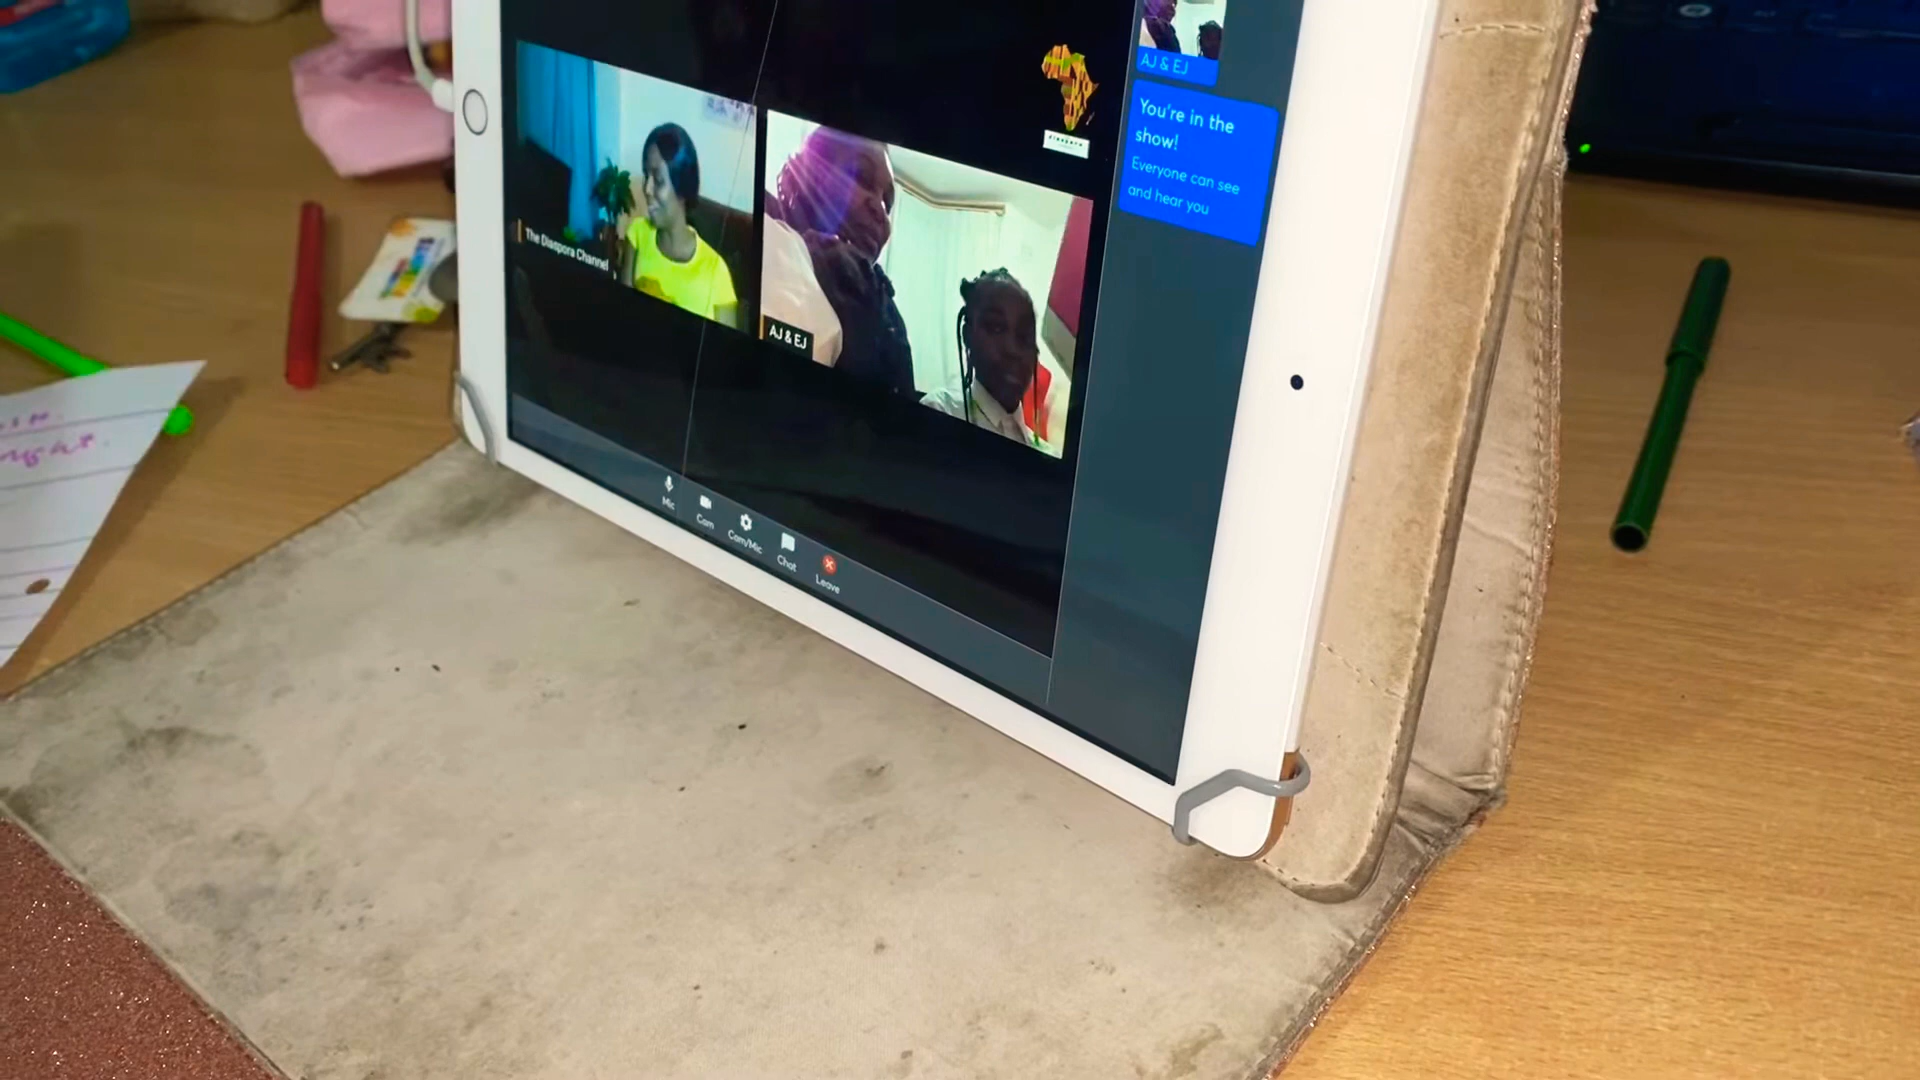 AJ & EJ
You're in the
show!
Everyone can see
and hear you
The Diaspora Channel
AJ & EJ
Mic
Cam
Cam/Mic
Chat
Leave